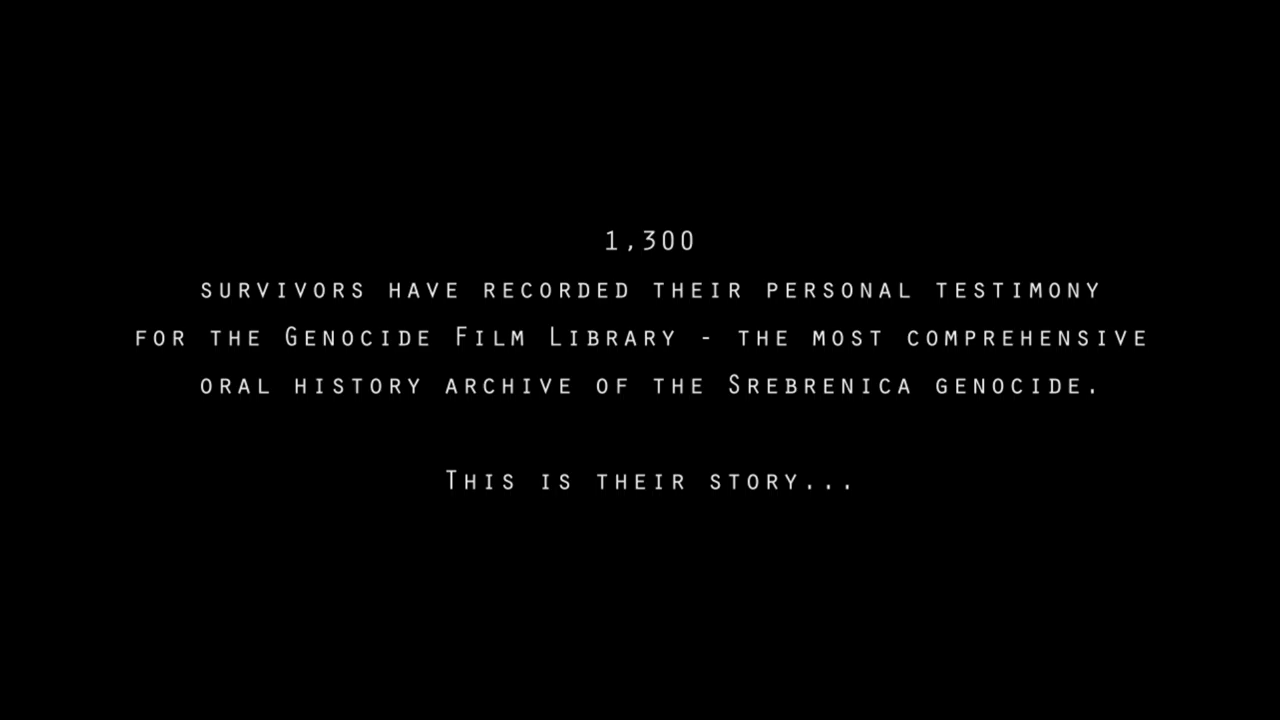 1,300
SURVIVORS HAVE RECORDED THEIR PERSONAL TESTIMONY
FOR THE GENOCIDE FILM LIBRARY - THE MOST COMPREHENSIVE
ORAL HISTORY ARCHIVE OF THE SREBRENICA GENOCIDE.
THIS IS THEIR STORY...